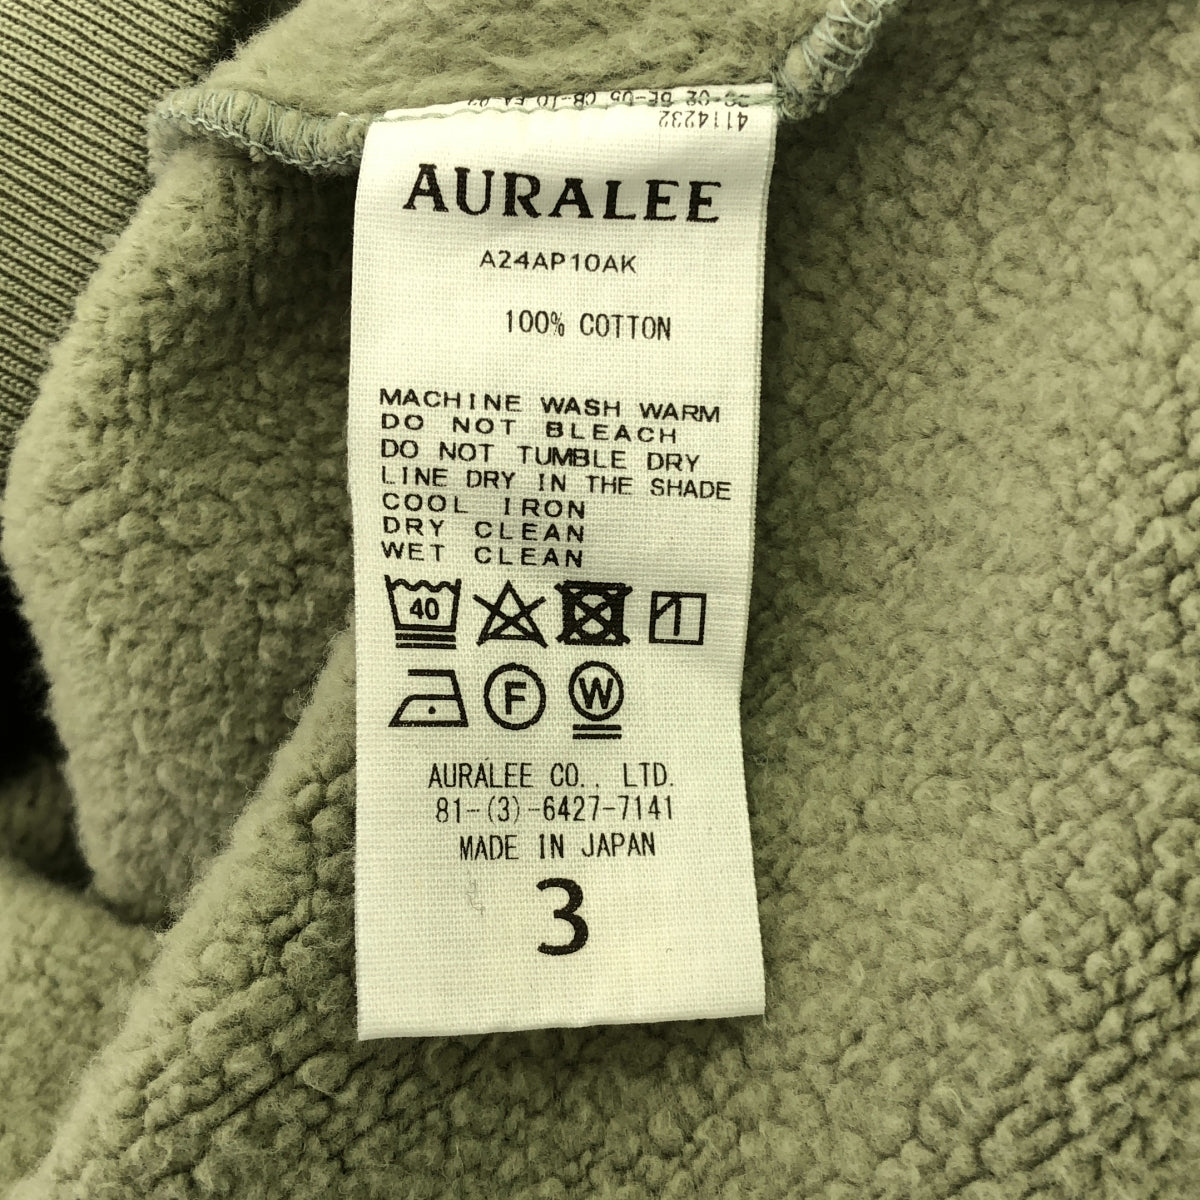 4114232
AURALEE
A24AP10AK
100% COTTON
MACHINE WASH WARM
DO NOT BLEACH
DO NOT TUMBLE DRY
LINE DRY IN THE SHADE
COOL IRON
DRY CLEAN
WET CLEAN
40
F W
AURALEE CO., LTD.
81-(3)-6427-7141
MADE IN JAPAN
3